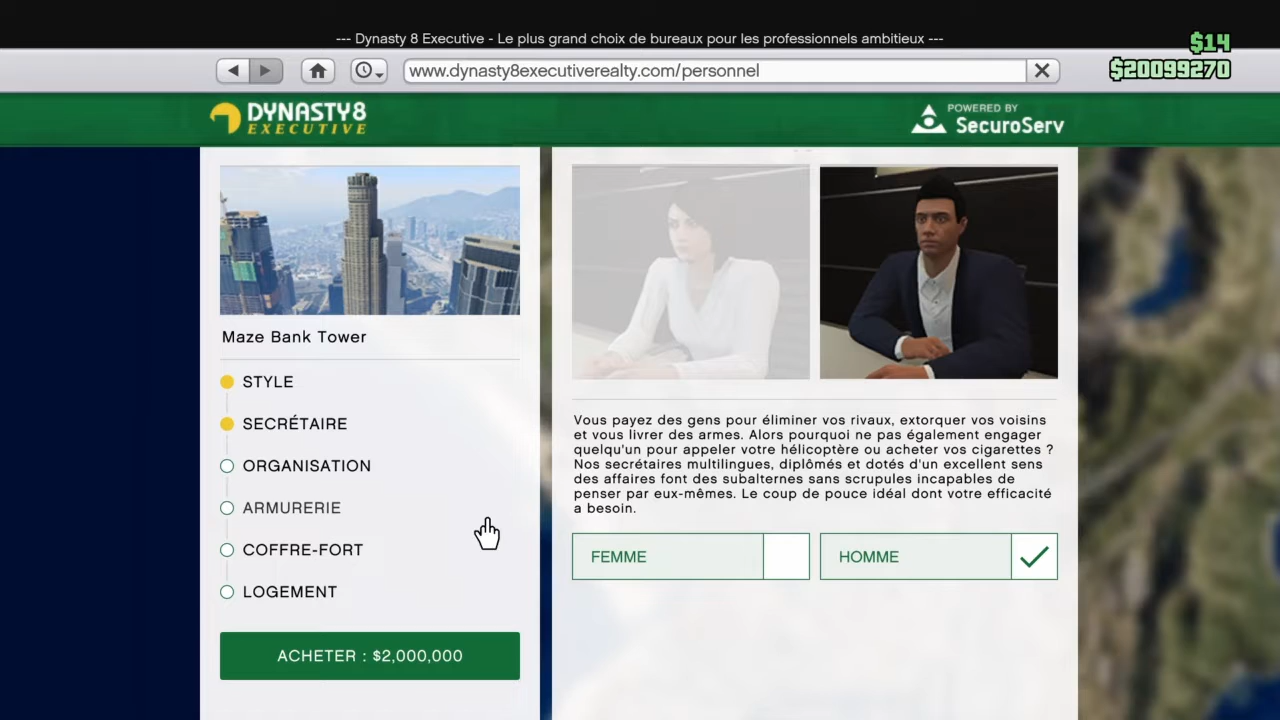 --- Dynasty 8 Executive - Le plus grand choix de bureaux pour les professionnels ambitieux ---
$14
$20099270
www.dynasty8executiverealty.com/personnel
DYNASTY8
EXECUTIVE
POWERED BY
SecuroServ
Maze Bank Tower
STYLE
SECRÉTAIRE
ORGANISATION
ARMURERIE
COFFRE-FORT
LOGEMENT
ACHETER : $2,000,000
Vous payez des gens pour éliminer vos rivaux, extorquer vos voisins
et vous livrer des armes. Alors pourquoi ne pas également engager
quelqu'un pour appeler votre hélicoptère ou acheter vos cigarettes ?
Nos secrétaires multilingues, diplômés et dotés d'un excellent sens
des affaires font des subalternes sans scrupules incapables de
penser par eux-mêmes. Le coup de pouce idéal dont votre efficacité
a besoin.
FEMME
HOMME